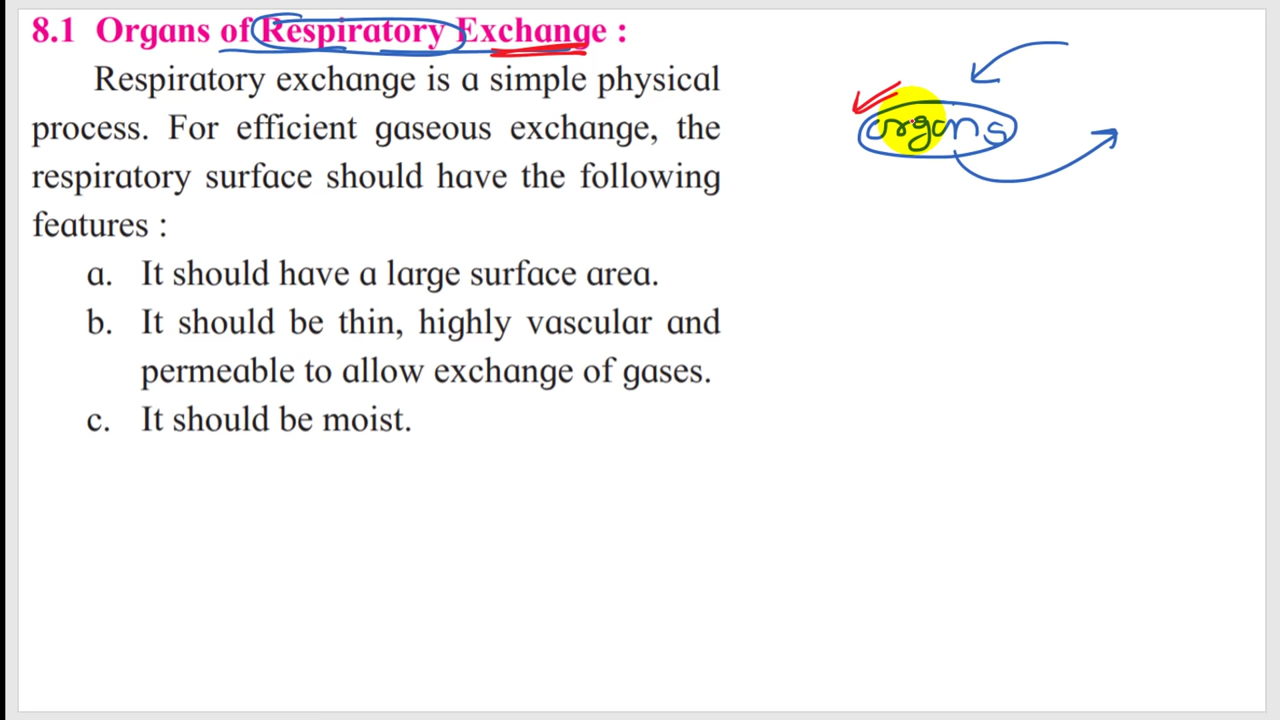 8.1 Organs of Respiratory Exchange :
Respiratory exchange is a simple physical
process. For efficient gaseous exchange, the
respiratory surface should have the following
features :
a. It should have a large surface area.
b. It should be thin, highly vascular and
permeable to allow exchange of gases.
c. It should be moist.
organs